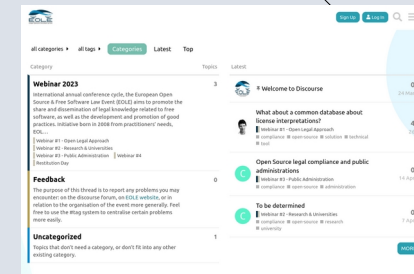 EOLE
Sign Up Log In
all categories all tags Categories Latest Top
Category Topics Latest
Webinar 2023 3
International annual conference cycle, the European Open
Source & Free Software Law Event (EOLE) aims to promote the
share and dissemination of legal knowledge related to free
software, as well as the development and promotion of good
practices. Initiative born in 2008 from practitioners' needs,
EOL...
Webinar #1 - Open Legal Approach
Webinar #2 - Research & Universities
Webinar #3 - Public Administration Webinar #4
Restitution Day
Feedback 0
The purpose of this thread is to report any problems you may
encounter: on the discourse forum, on EOLE website, or in
relation to the organisation of the event more generally. Feel
free to use the #tag system to centralise certain problems
more easily.
Uncategorized 1
Topics that don't need a category, or don't fit into any other
existing category.
Welcome to Discourse 0
24 Mar
What about a common database about
license interpretations? 4
Webinar #1 - Open Legal Approach
compliance open-source solution technical
tool
C
Open Source legal compliance and public
administrations 0
Webinar #3 - Public Administration 14 Ap
compliance open-source administration
C
To be determined 0
Webinar #2 - Research & Universities
compliance open-source research
university
MORE